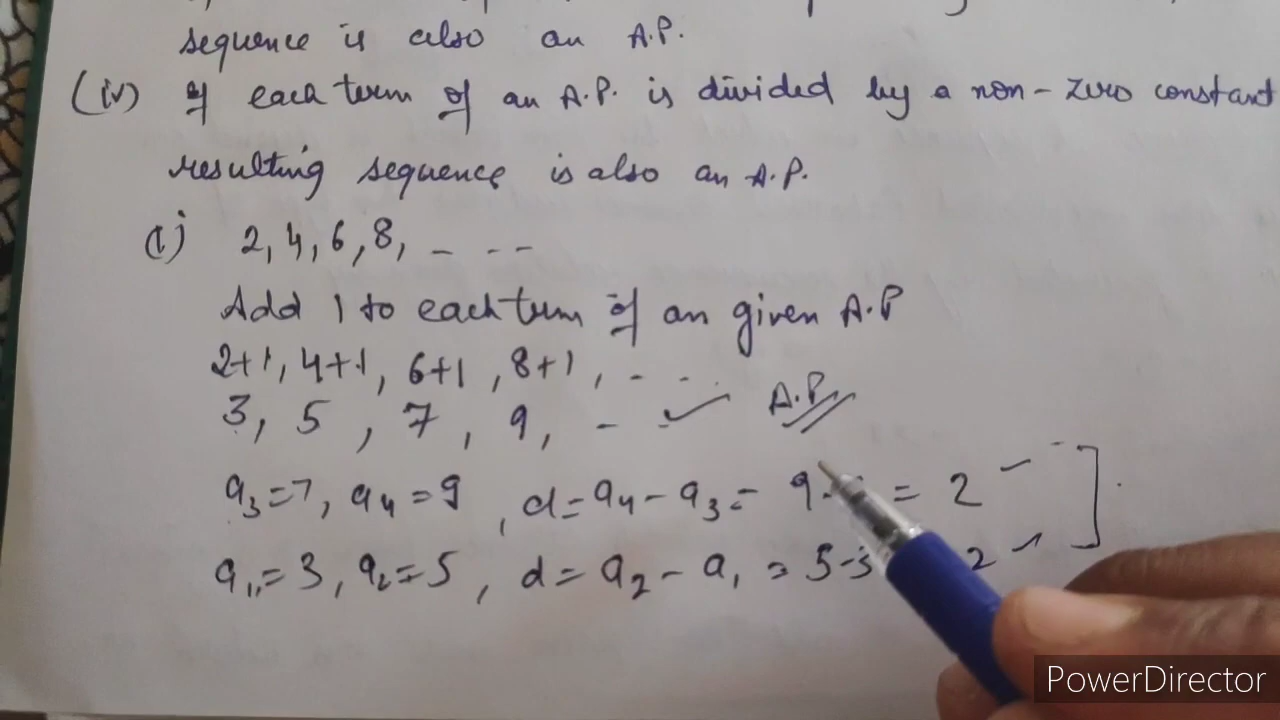 sequence is also an A.P.
(iv) If each term of an A.P. is divided by a non-zero constant
resulting sequence is also an A.P.
(i) 2, 4, 6, 8, - - -
Add 1 to each term of an given A.P
2+1, 4+1, 6+1, 8+1, - - -
3, 5, 7, 9, - - ✓ A.P.
a₃=7, a₄=9, d=a₄-a₃= 9- = 2
a₁=3, a₂=5, d=a₂-a₁ = 5-3 2
PowerDirector